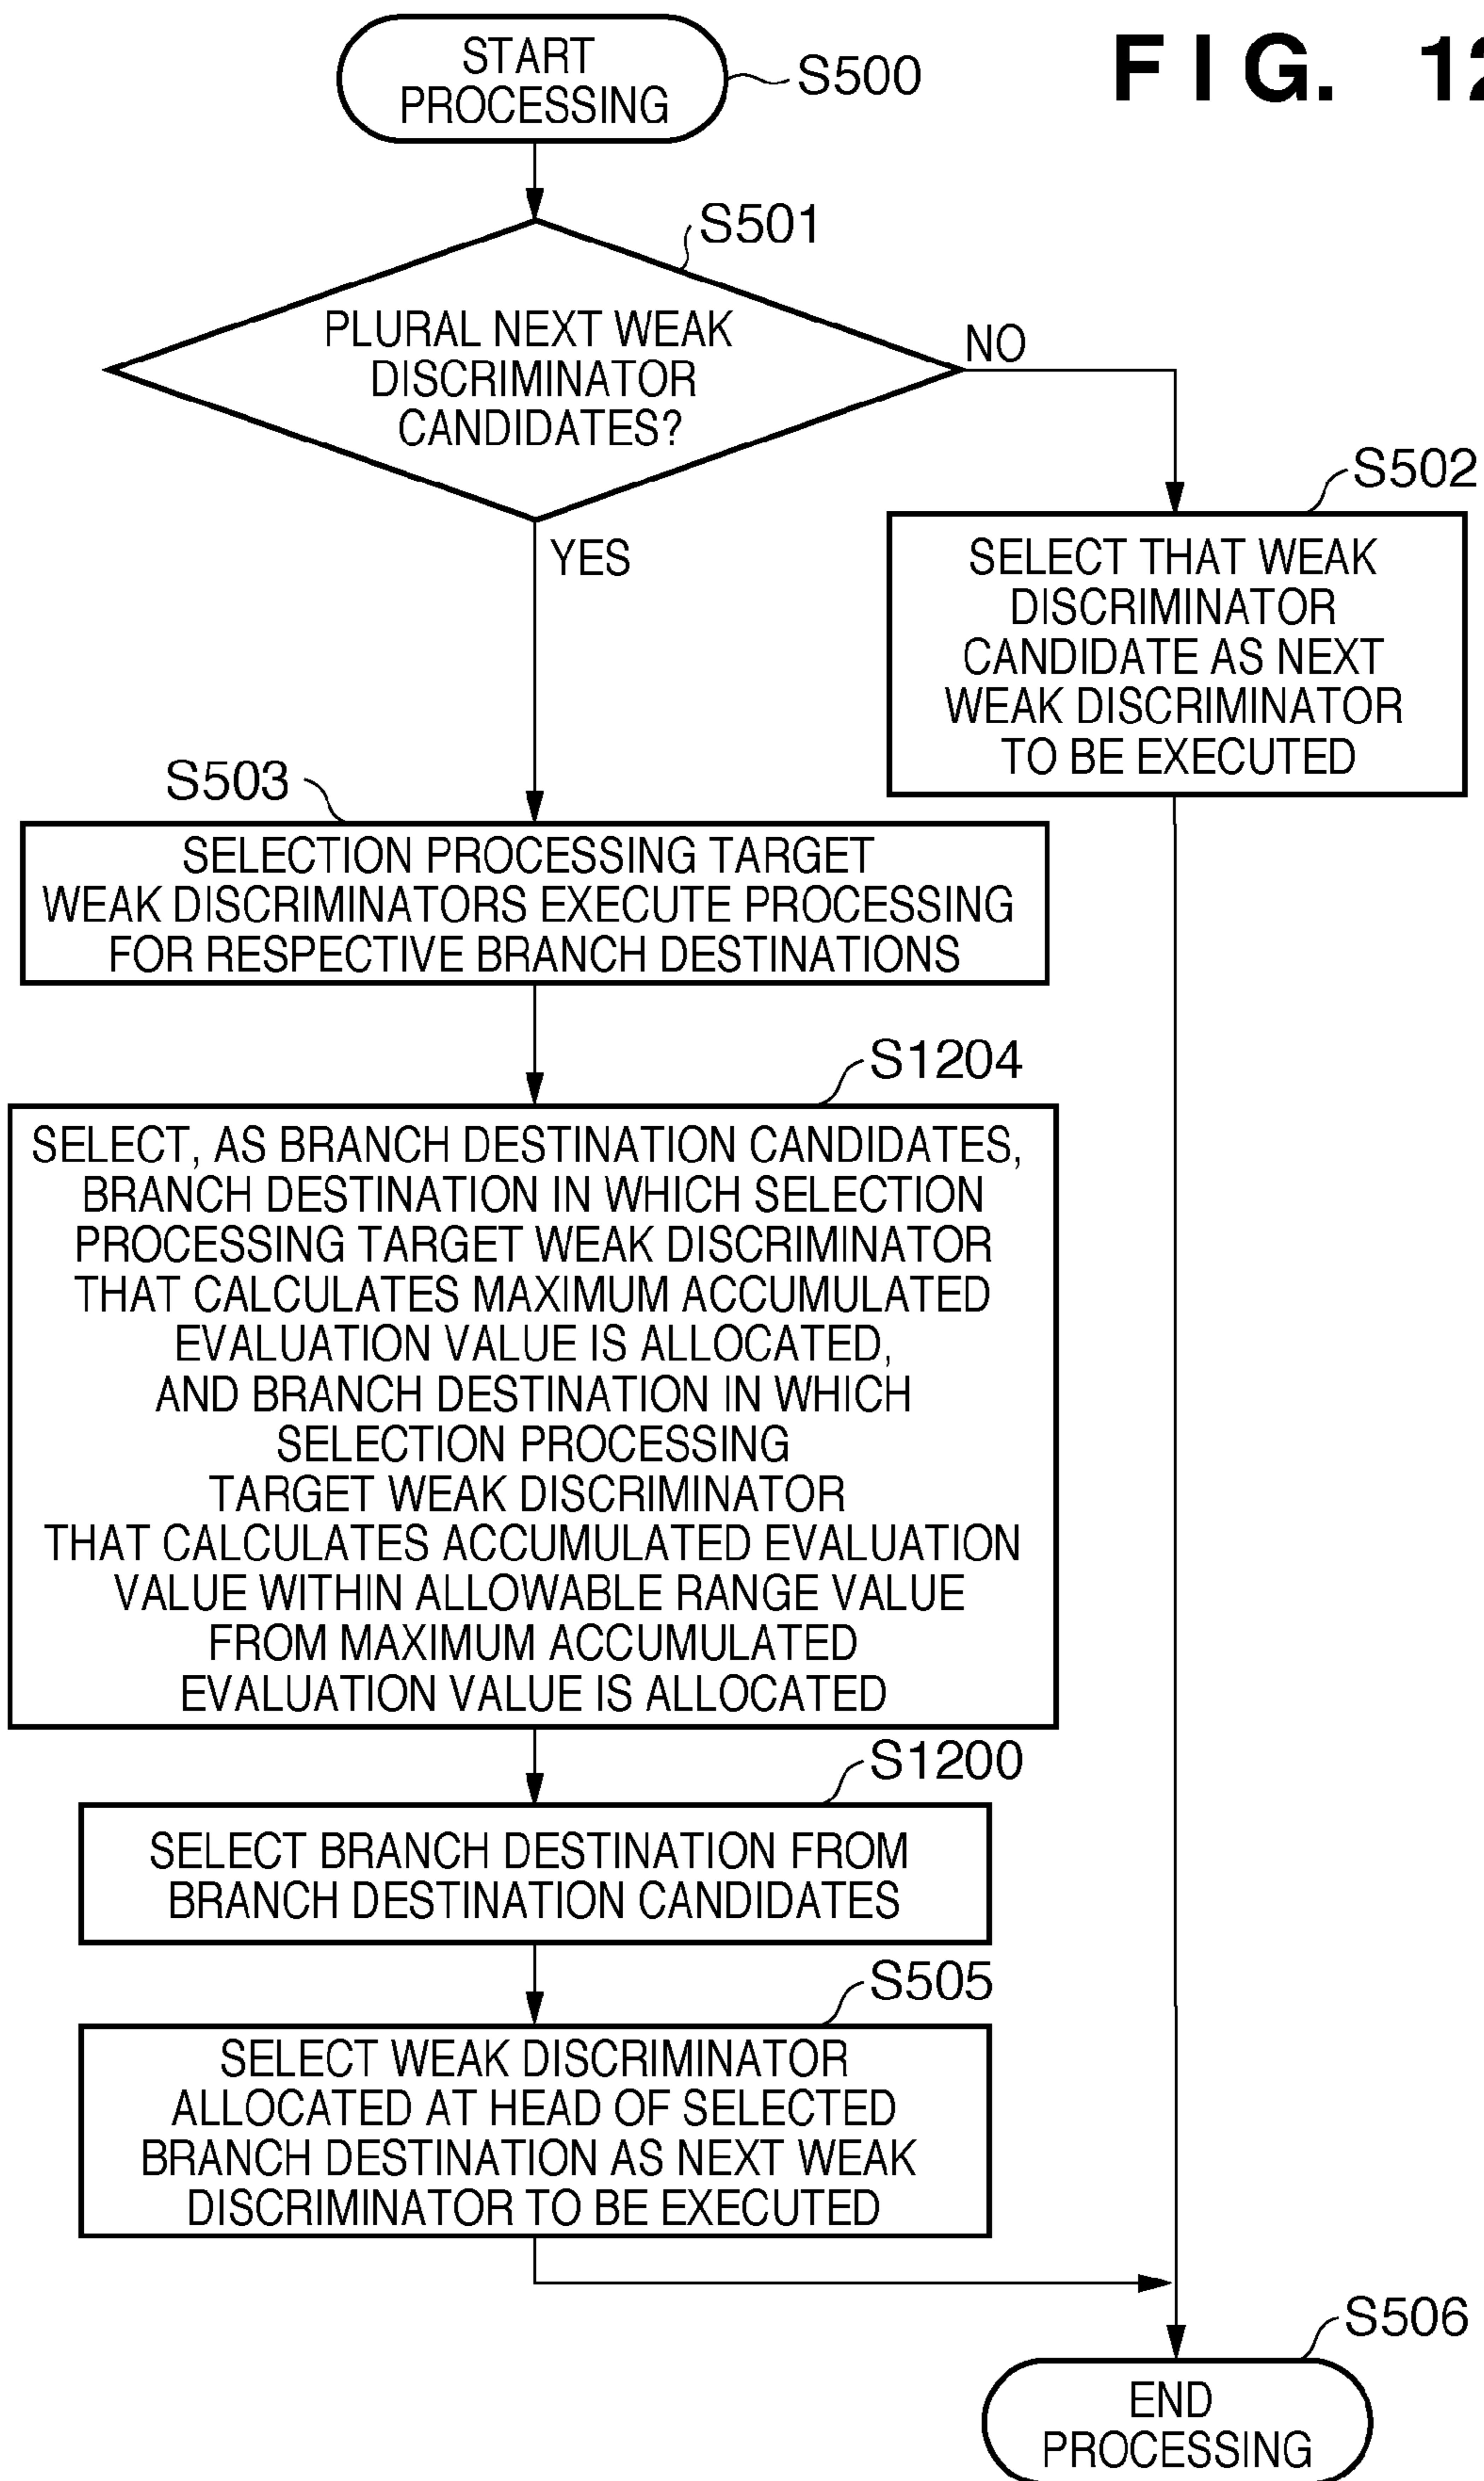 FIG. 12
START
PROCESSING
S500
S501
PLURAL NEXT WEAK
DISCRIMINATOR
CANDIDATES?
NO
YES
S502
SELECT THAT WEAK
DISCRIMINATOR
CANDIDATE AS NEXT
WEAK DISCRIMINATOR
TO BE EXECUTED
S503
SELECTION PROCESSING TARGET
WEAK DISCRIMINATORS EXECUTE PROCESSING
FOR RESPECTIVE BRANCH DESTINATIONS
S1204
SELECT, AS BRANCH DESTINATION CANDIDATES,
BRANCH DESTINATION IN WHICH SELECTION
PROCESSING TARGET WEAK DISCRIMINATOR
THAT CALCULATES MAXIMUM ACCUMULATED
EVALUATION VALUE IS ALLOCATED,
AND BRANCH DESTINATION IN WHICH
SELECTION PROCESSING
TARGET WEAK DISCRIMINATOR
THAT CALCULATES ACCUMULATED EVALUATION
VALUE WITHIN ALLOWABLE RANGE VALUE
FROM MAXIMUM ACCUMULATED
EVALUATION VALUE IS ALLOCATED
S1200
SELECT BRANCH DESTINATION FROM
BRANCH DESTINATION CANDIDATES
S505
SELECT WEAK DISCRIMINATOR
ALLOCATED AT HEAD OF SELECTED
BRANCH DESTINATION AS NEXT WEAK
DISCRIMINATOR TO BE EXECUTED
S506
END
PROCESSING